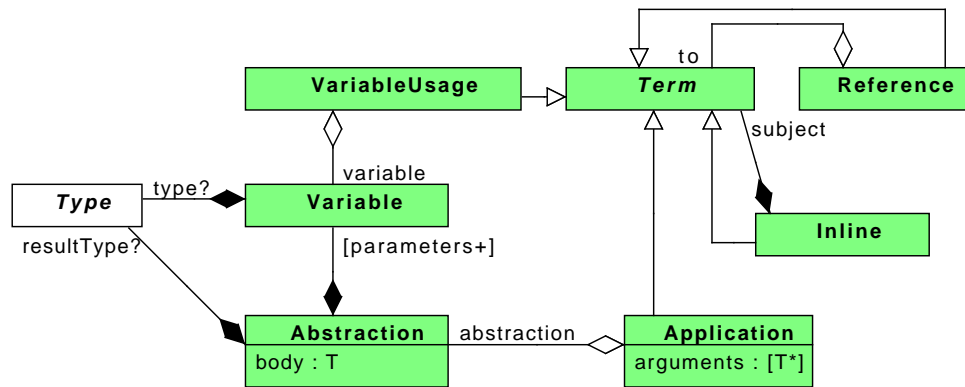 to
VariableUsage
Term
Reference
subject
variable
type?
Type
Variable
resultType?
[parameters+]
Inline
Abstraction
abstraction
Application
body : T
arguments : [T*]